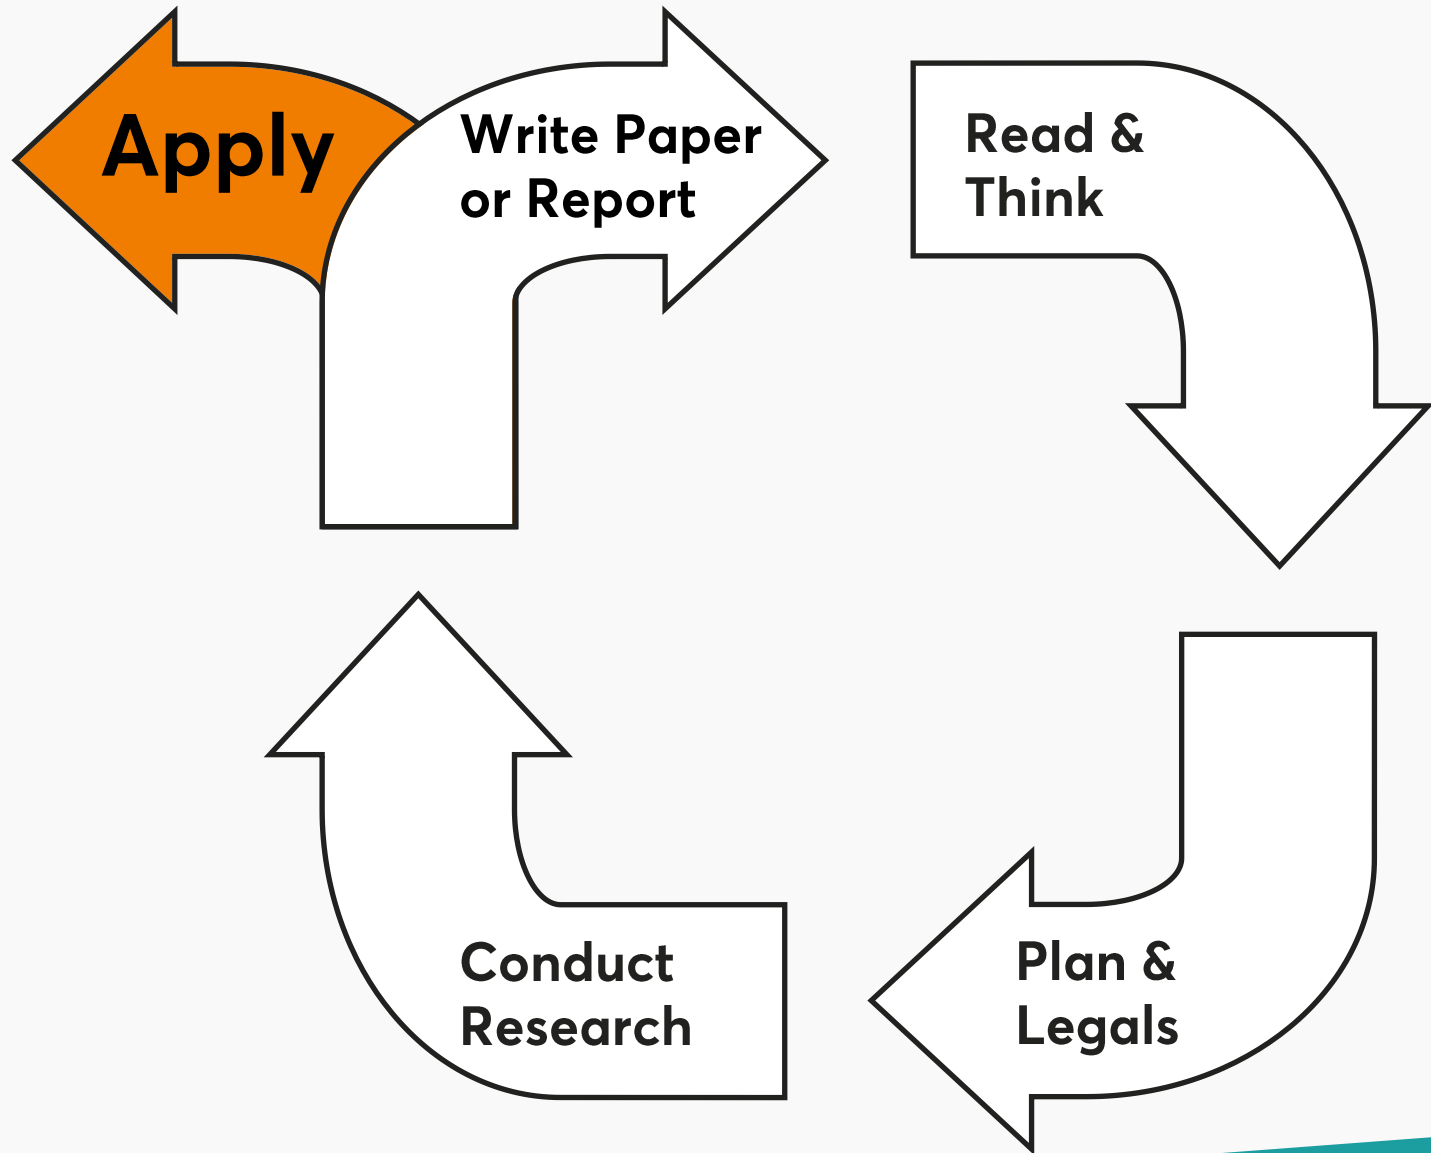 Apply
Write Paper
or Report
Read &
Think
Conduct
Research
Plan &
Legals